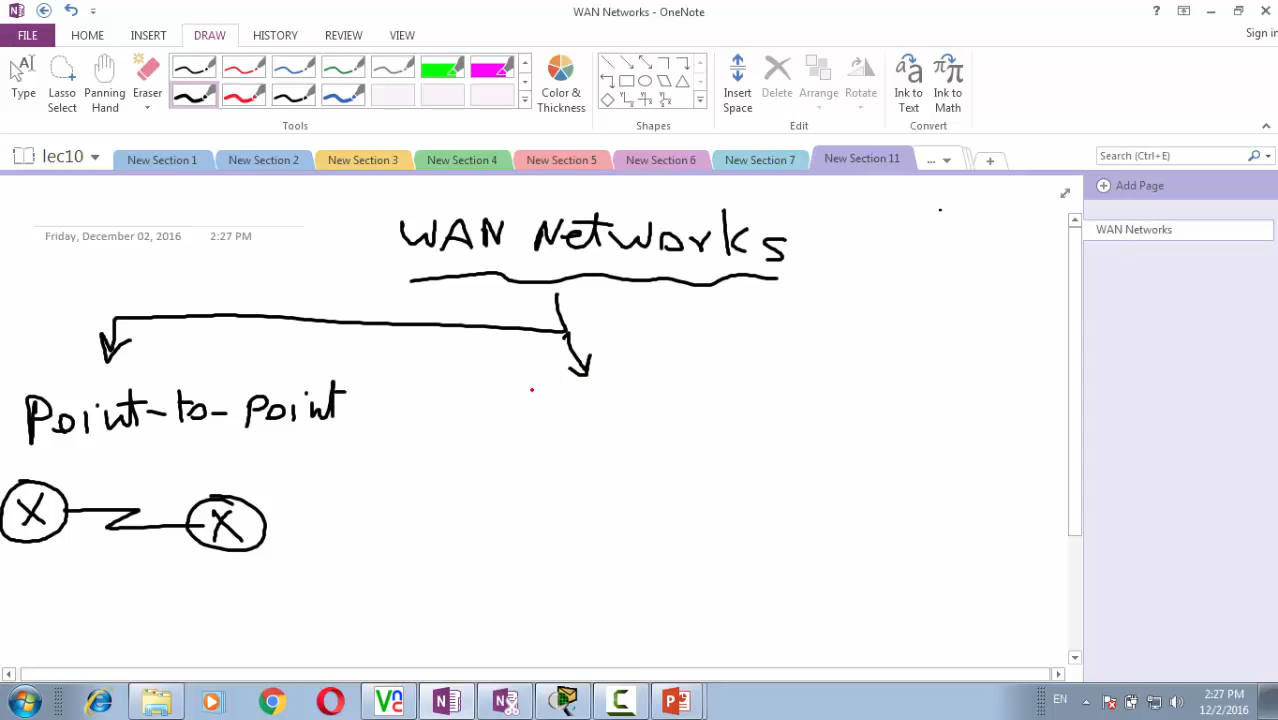 WAN Networks - OneNote
?
Sign in
FILE HOME INSERT DRAW HISTORY REVIEW VIEW
Type
Lasso Select
Panning Hand
Eraser
Color & Thickness
Insert Space
Delete
Arrange
Rotate
Ink to Text
Ink to Math
Tools
Shapes
Edit
Convert
lec10
New Section 1 New Section 2 New Section 3 New Section 4 New Section 5 New Section 6 New Section 7 New Section 11 ...
Search (Ctrl+E)
Add Page
WAN Networks
Friday, December 02, 2016 2:27 PM
WAN Networks
Point-to-Point
X X
EN
2:27 PM
12/2/2016